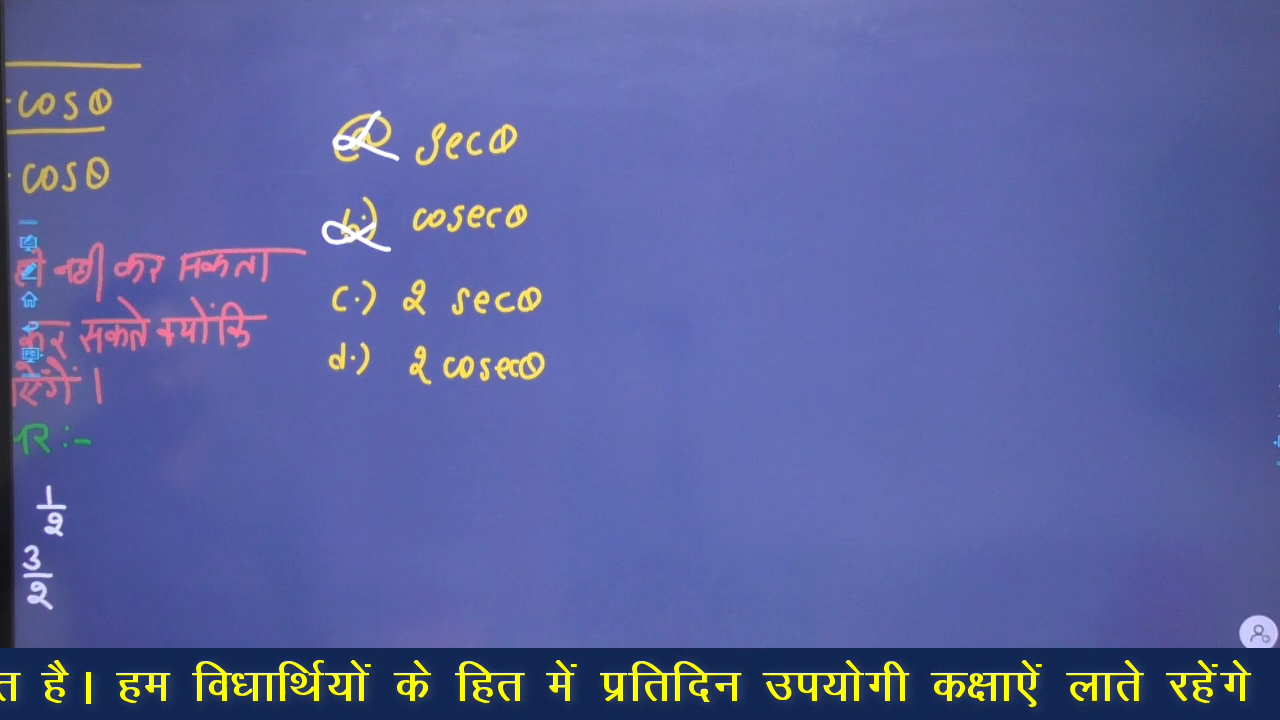 cosθ
cosθ
नही कर सकता
कर सकते क्योंकि
1/2
3/2
a.) secθ
b.) cosecθ
c.) 2 secθ
d.) 2 cosecθ
त है। हम विधार्थियों के हित में प्रतिदिन उपयोगी कक्षाऐं लाते रहेंगे